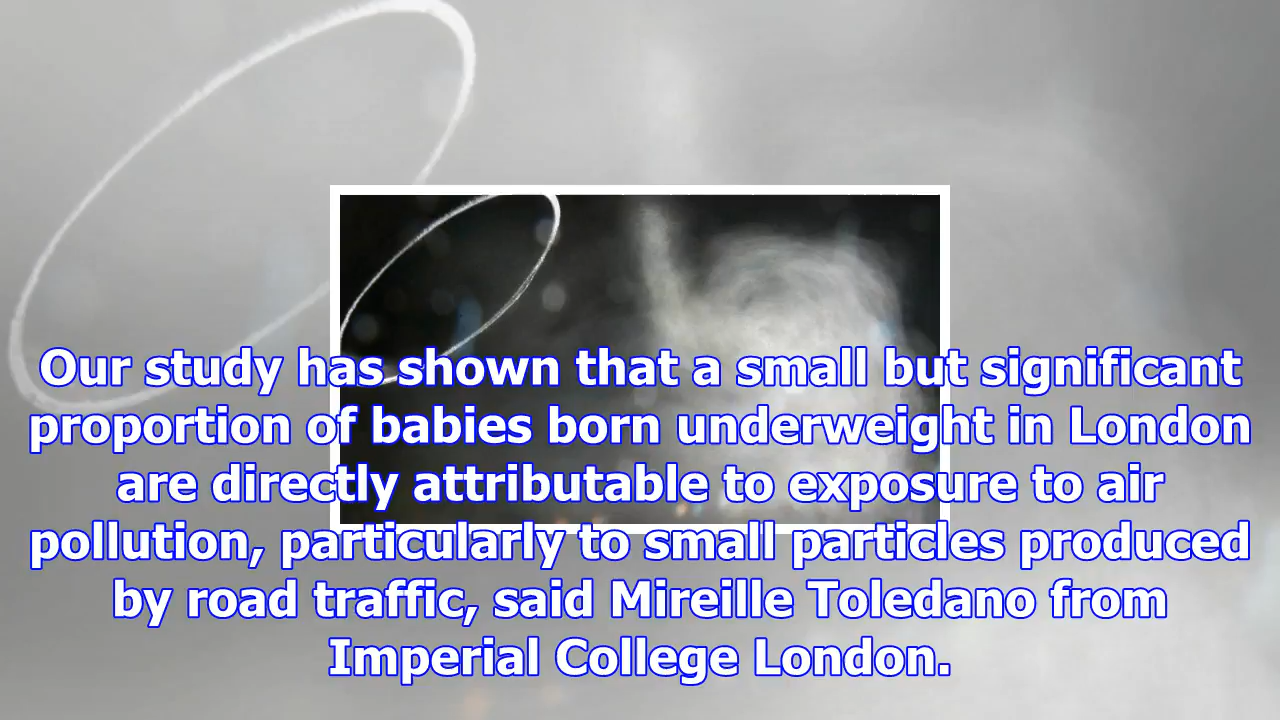 Our study has shown that a small but significant
proportion of babies born underweight in London
are directly attributable to exposure to air
pollution, particularly to small particles produced
by road traffic, said Mireille Toledano from
Imperial College London.